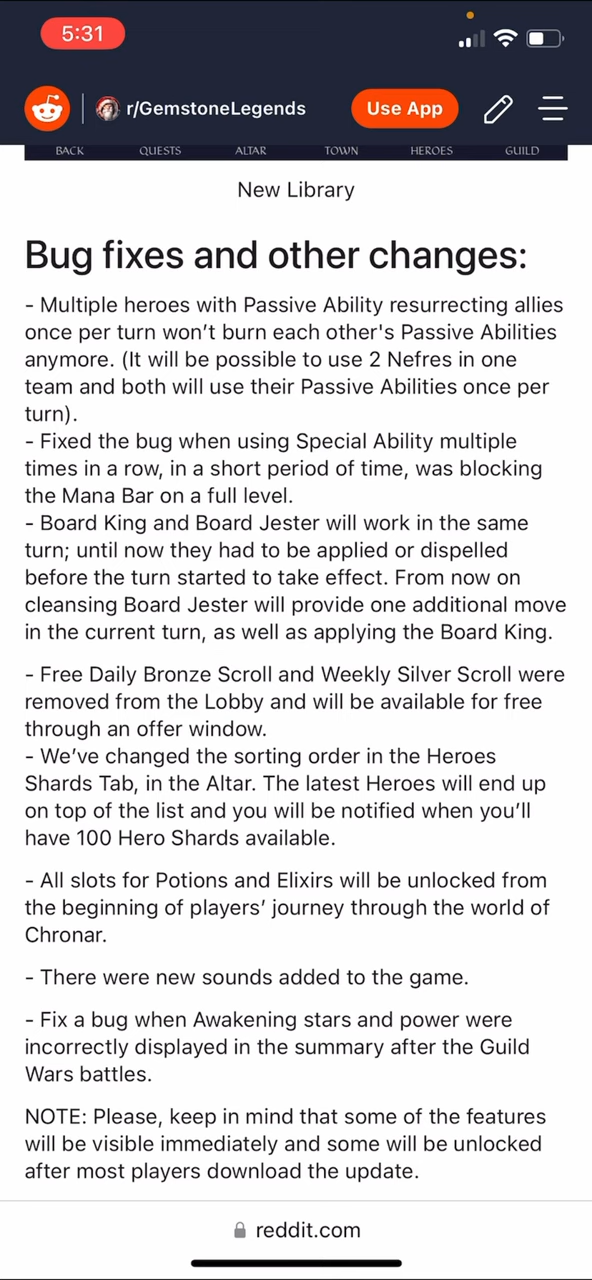 5:31
r/GemstoneLegends
Use App
BACK QUESTS ALTAR TOWN HEROES GUILD
New Library
Bug fixes and other changes:
- Multiple heroes with Passive Ability resurrecting allies
once per turn won’t burn each other's Passive Abilities
anymore. (It will be possible to use 2 Nefres in one
team and both will use their Passive Abilities once per
turn).
- Fixed the bug when using Special Ability multiple
times in a row, in a short period of time, was blocking
the Mana Bar on a full level.
- Board King and Board Jester will work in the same
turn; until now they had to be applied or dispelled
before the turn started to take effect. From now on
cleansing Board Jester will provide one additional move
in the current turn, as well as applying the Board King.
- Free Daily Bronze Scroll and Weekly Silver Scroll were
removed from the Lobby and will be available for free
through an offer window.
- We’ve changed the sorting order in the Heroes
Shards Tab, in the Altar. The latest Heroes will end up
on top of the list and you will be notified when you’ll
have 100 Hero Shards available.
- All slots for Potions and Elixirs will be unlocked from
the beginning of players’ journey through the world of
Chronar.
- There were new sounds added to the game.
- Fix a bug when Awakening stars and power were
incorrectly displayed in the summary after the Guild
Wars battles.
NOTE: Please, keep in mind that some of the features
will be visible immediately and some will be unlocked
after most players download the update.
reddit.com